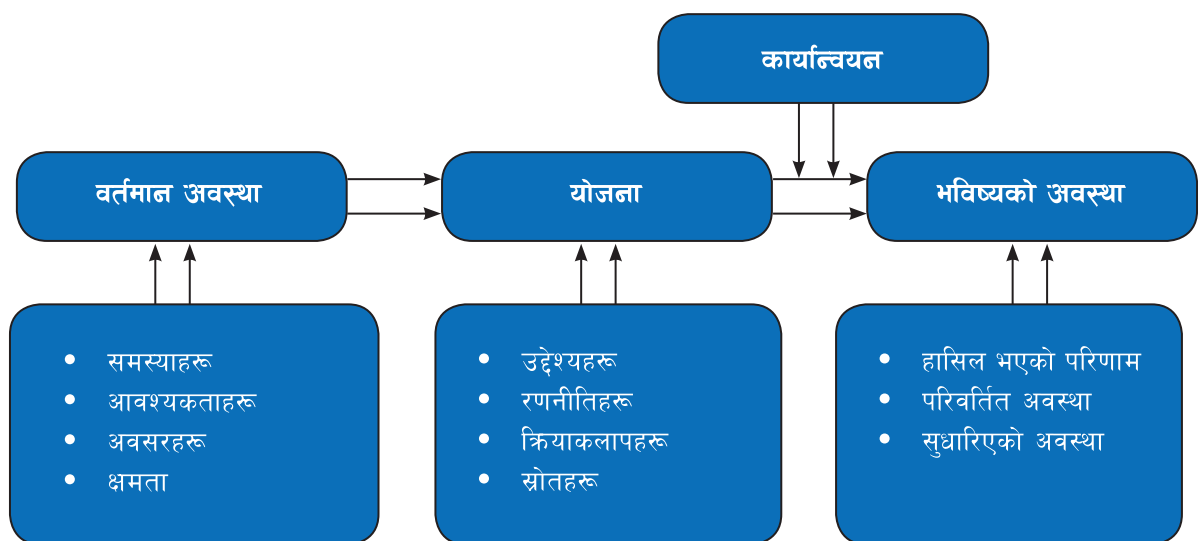 कार्यान्वयन
वर्तमान अवस्था
योजना
भविष्यको अवस्था
• समस्याहरू
• आवश्यकताहरू
• अवसरहरू
• क्षमता
• उद्देश्यहरू
• रणनीतिहरू
• क्रियाकलापहरू
• स्रोतहरू
• हासिल भएको परिणाम
• परिवर्तित अवस्था
• सुधारिएको अवस्था